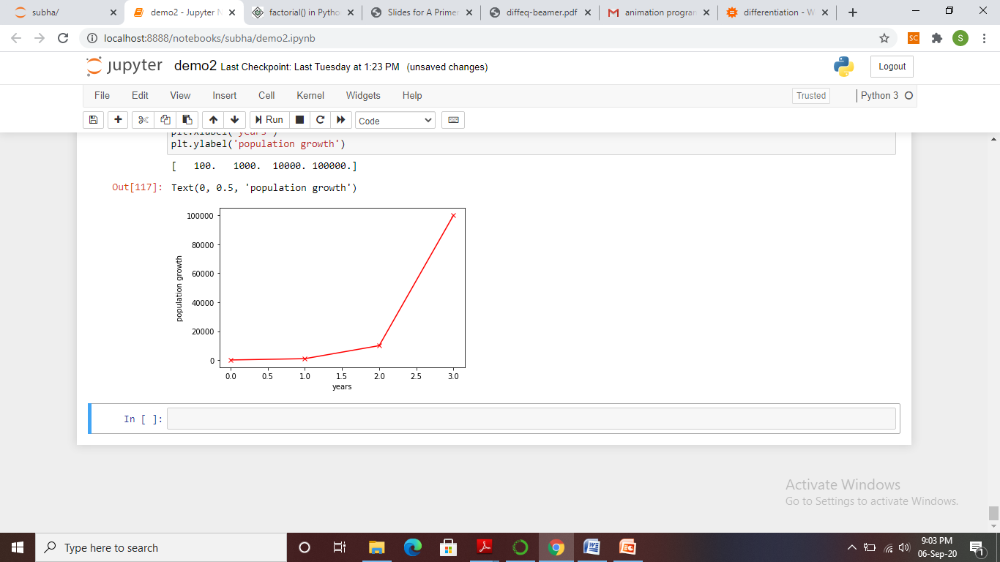 subha/
demo2 - Jupyter N
factorial() in Pytho
Slides for A Primer
diffeq-beamer.pdf
animation progran
differentiation - W
localhost:8888/notebooks/subha/demo2.ipynb
SC
S
jupyter demo2 Last Checkpoint: Last Tuesday at 1:23 PM (unsaved changes)
Logout
File Edit View Insert Cell Kernel Widgets Help
Trusted
Python 3
Run
Code
plt.xlabel('years')
plt.ylabel('population growth')
[ 100. 1000. 10000. 100000.]
Out[117]: Text(0, 0.5, 'population growth')
100000
80000
60000
40000
20000
0
population growth
0.0 0.5 1.0 1.5 2.0 2.5 3.0
years
In [ ]:
Activate Windows
Go to Settings to activate Windows.
Type here to search
9:03 PM
06-Sep-20
1